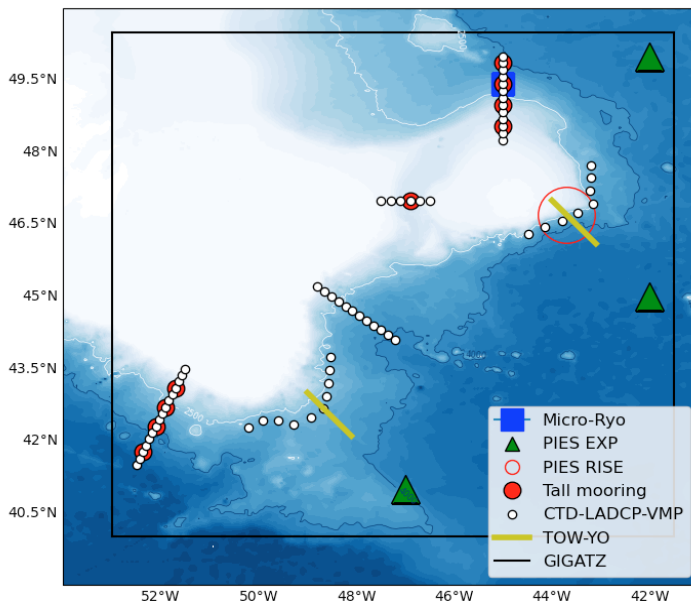 49.5°N
48°N
46.5°N
45°N
43.5°N
42°N
40.5°N
2500
Micro-Ryo
PIES EXP
PIES RISE
Tall mooring
CTD-LADCP-VMP
TOW-YO
GIGATZ
52°W
50°W
48°W
46°W
44°W
42°W